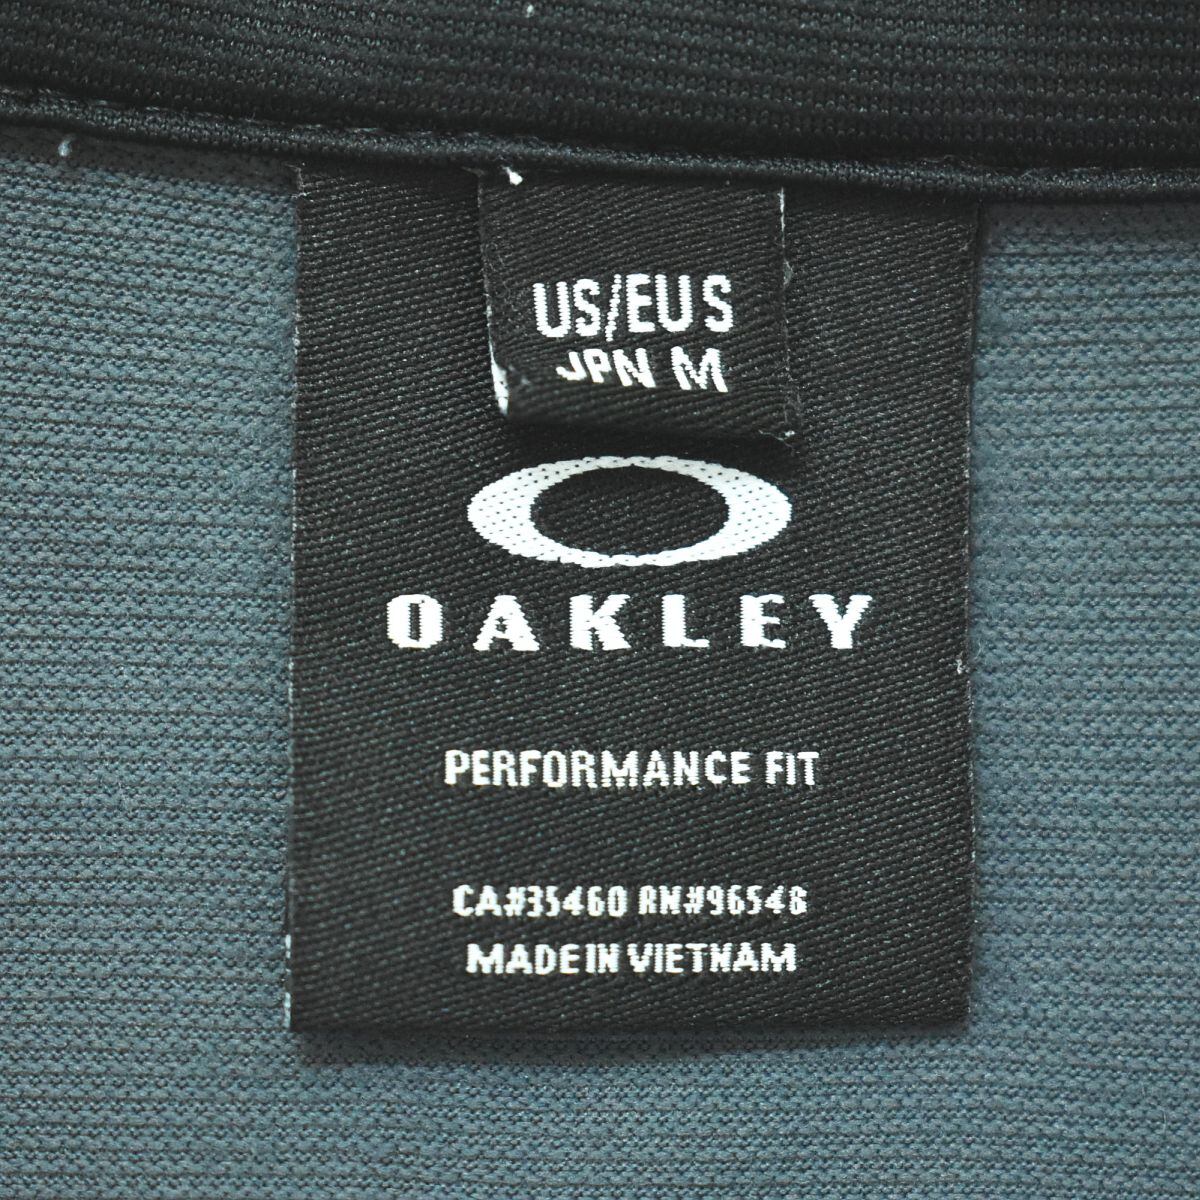 US/EU S
JPN M
OAKLEY
PERFORMANCE FIT
CA#35460 RN#96548
MADE IN VIETNAM